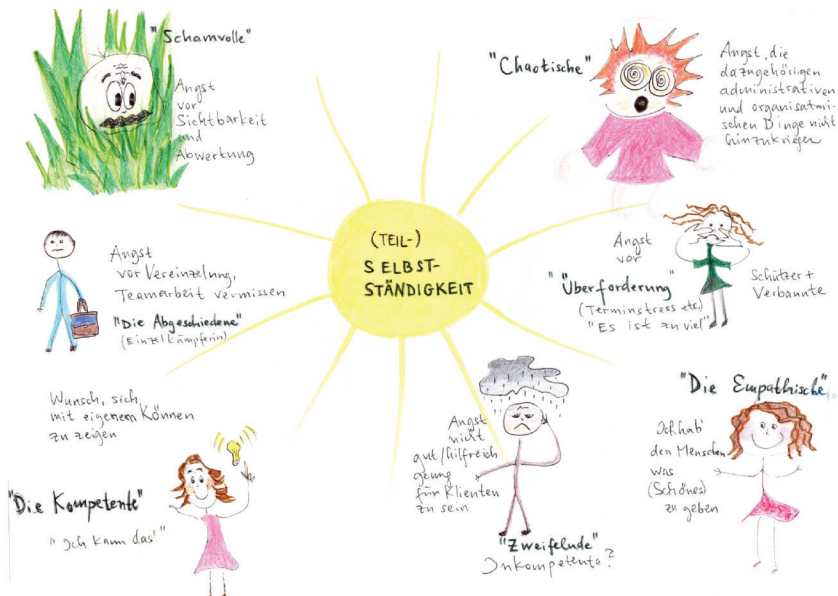 "Schamvolle"
Angst
vor
Sichtbarkeit
und
Abwertung
"Chaotische"
Angst, die
dazugehörigen
administrativen
und organisatori-
schen Dinge nicht
hinzukriegen
(TEIL-)
SELBST-
STÄNDIGKEIT
Angst
vor Vereinzelung,
Teamarbeit vermissen
"Die Abgeschiedene"
(Einzelkämpferin)
Angst
vor
"Überforderung"
(Terminstress etc.)
"Es ist zu viel"
Schützer +
Verbannte
Wunsch, sich
mit eigenem Können
zu zeigen
"Die Kompetente"
"Ich kann das"
Angst
nicht
gut/hilfreich
genug
für Klienten
zu sein
"Zweifelnde"
Inkompetente?
"Die Empathische"
Ich hab
den Menschen
was
(Schönes)
zu geben